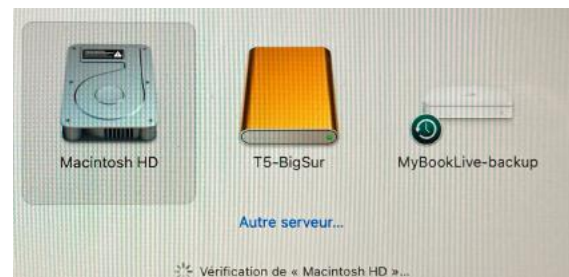 Macintosh HD
T5-BigSur
MyBookLive-backup
Autre serveur...
Vérification de « Macintosh HD »...